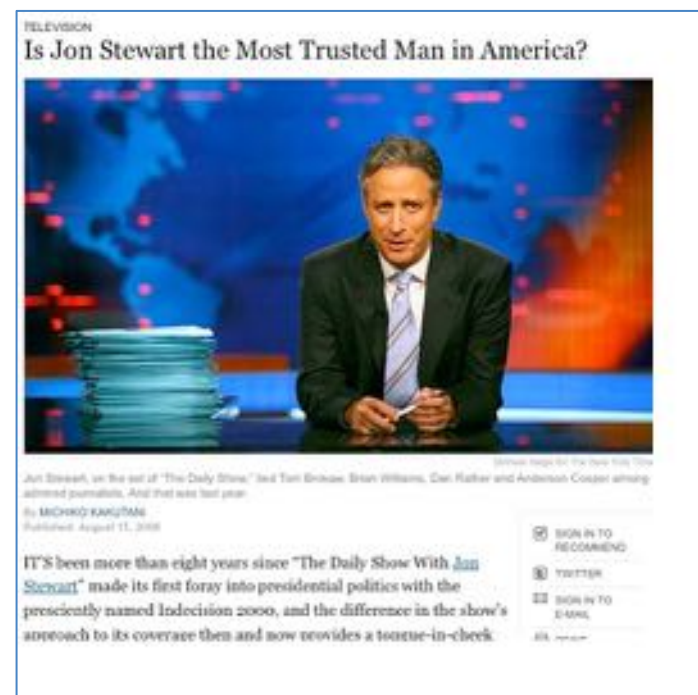 TELEVISION
Is Jon Stewart the Most Trusted Man in America?
Jon Stewart, on the set of "The Daily Show," tied Tom Brokaw, Brian Williams, Dan Rather and Anderson Cooper among
admired journalists. And that was last year.
By MICHIKO KAKUTANI
Published: August 15, 2008
IT'S been more than eight years since "The Daily Show With Jon
Stewart" made its first foray into presidential politics with the
presciently named Indecision 2000, and the difference in the show's
approach to its coverage then and now provides a tongue-in-cheek
SIGN IN TO
RECOMMEND
TWITTER
SIGN IN TO
E-MAIL